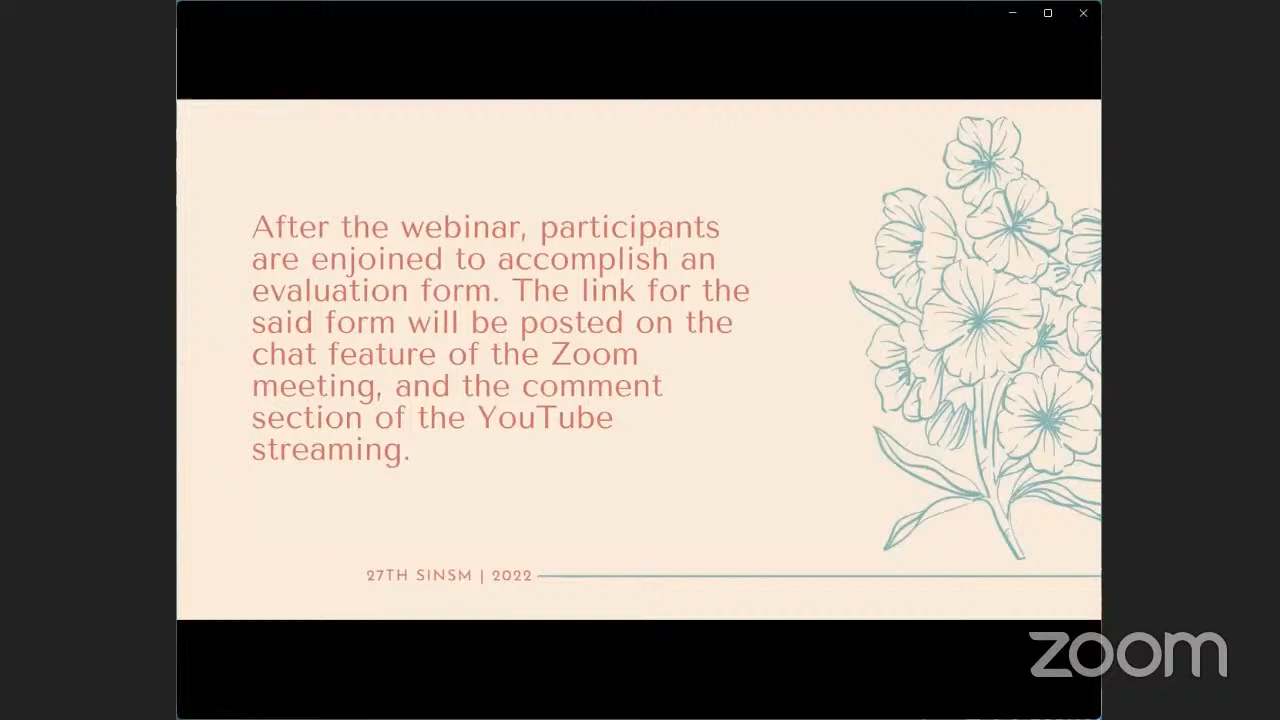 After the webinar, participants
are enjoined to accomplish an
evaluation form. The link for the
said form will be posted on the
chat feature of the Zoom
meeting, and the comment
section of the YouTube
streaming.
27TH SINSM | 2022
zoom